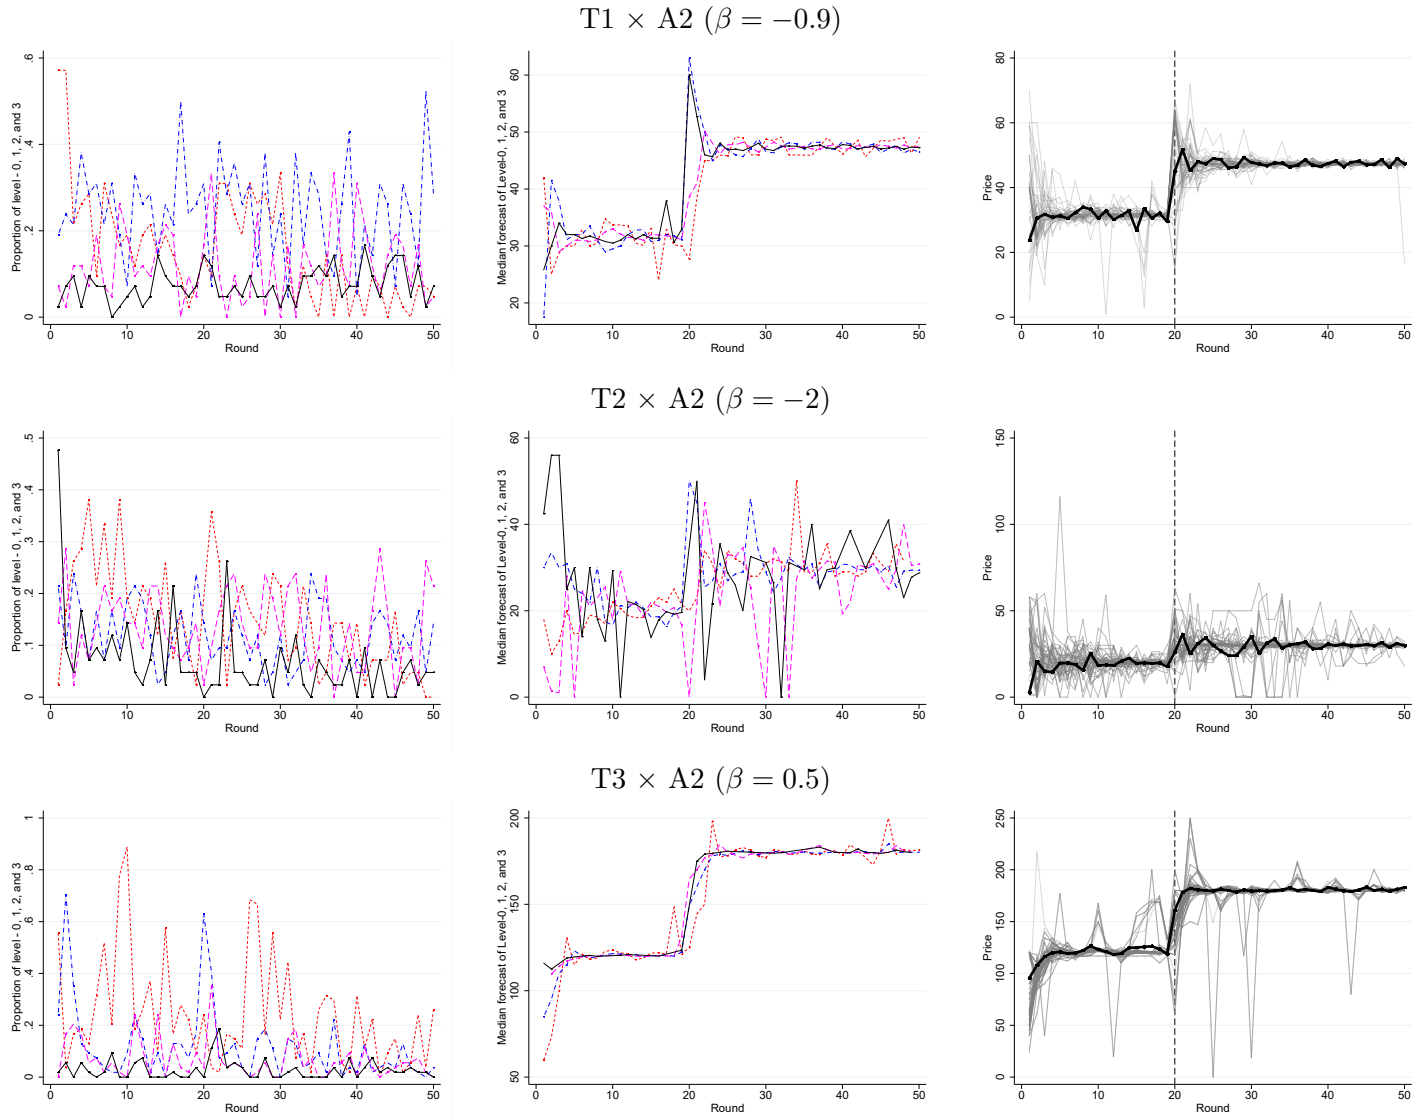 T1 × A2 (β = −0.9)
Proportion of level - 0, 1, 2, and 3
0 .2 .4 .6
0 10 20 30 40 50
Round
Median forecast of Level-0, 1, 2, and 3
20 30 40 50 60
0 10 20 30 40 50
Round
Price
0 20 40 60 80
0 10 20 30 40 50
Round
T2 × A2 (β = −2)
Proportion of level - 0, 1, 2, and 3
0 .1 .2 .3 .4 .5
0 10 20 30 40 50
Round
Median forecast of Level-0, 1, 2, and 3
0 20 40 60
0 10 20 30 40 50
Round
Price
0 50 100 150
0 10 20 30 40 50
Round
T3 × A2 (β = 0.5)
Proportion of level - 0, 1, 2, and 3
0 .2 .4 .6 .8 1
0 10 20 30 40 50
Round
Median forecast of Level-0, 1, 2, and 3
50 100 150 200
0 10 20 30 40 50
Round
Price
0 50 100 150 200 250
0 10 20 30 40 50
Round